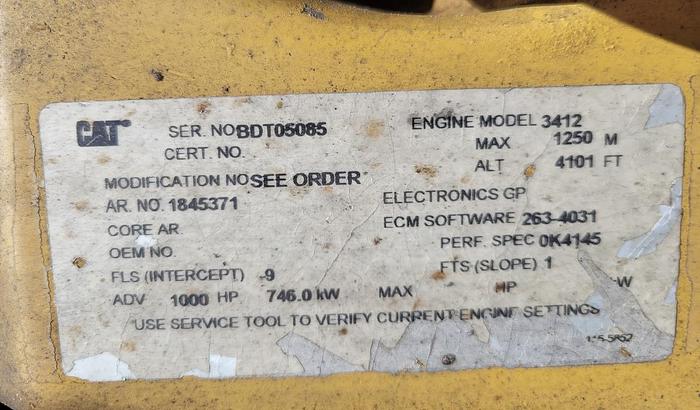 CAT SER. NO BDT05085 ENGINE MODEL 3412
CERT. NO. MAX 1250 M
ALT 4101 FT
MODIFICATION NO SEE ORDER
AR. NO. 1845371 ELECTRONICS GP
CORE AR. ECM SOFTWARE 263-4031
OEM NO. PERF. SPEC 0K4145
FLS (INTERCEPT) -9 FTS (SLOPE) 1
ADV 1000 HP 746.0 kW MAX HP W
USE SERVICE TOOL TO VERIFY CURRENT ENGINE SETTINGS